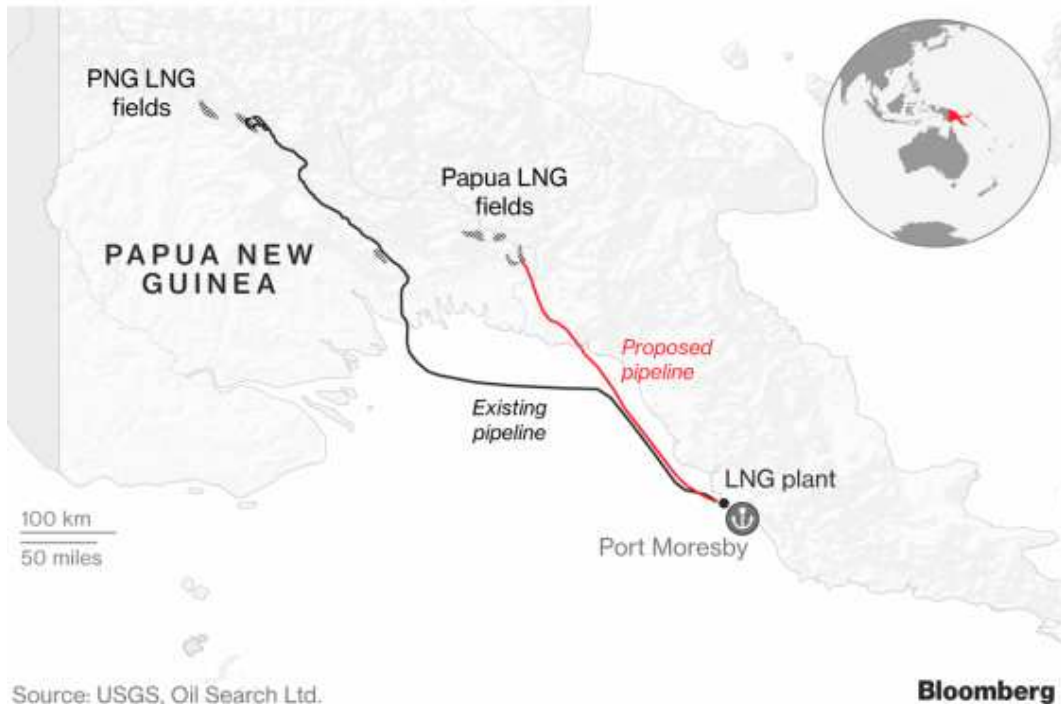 PNG LNG
fields
Papua LNG
fields
PAPUA NEW
GUINEA
Proposed
pipeline
Existing
pipeline
LNG plant
Port Moresby
100 km
50 miles
Source: USGS, Oil Search Ltd.
Bloomberg